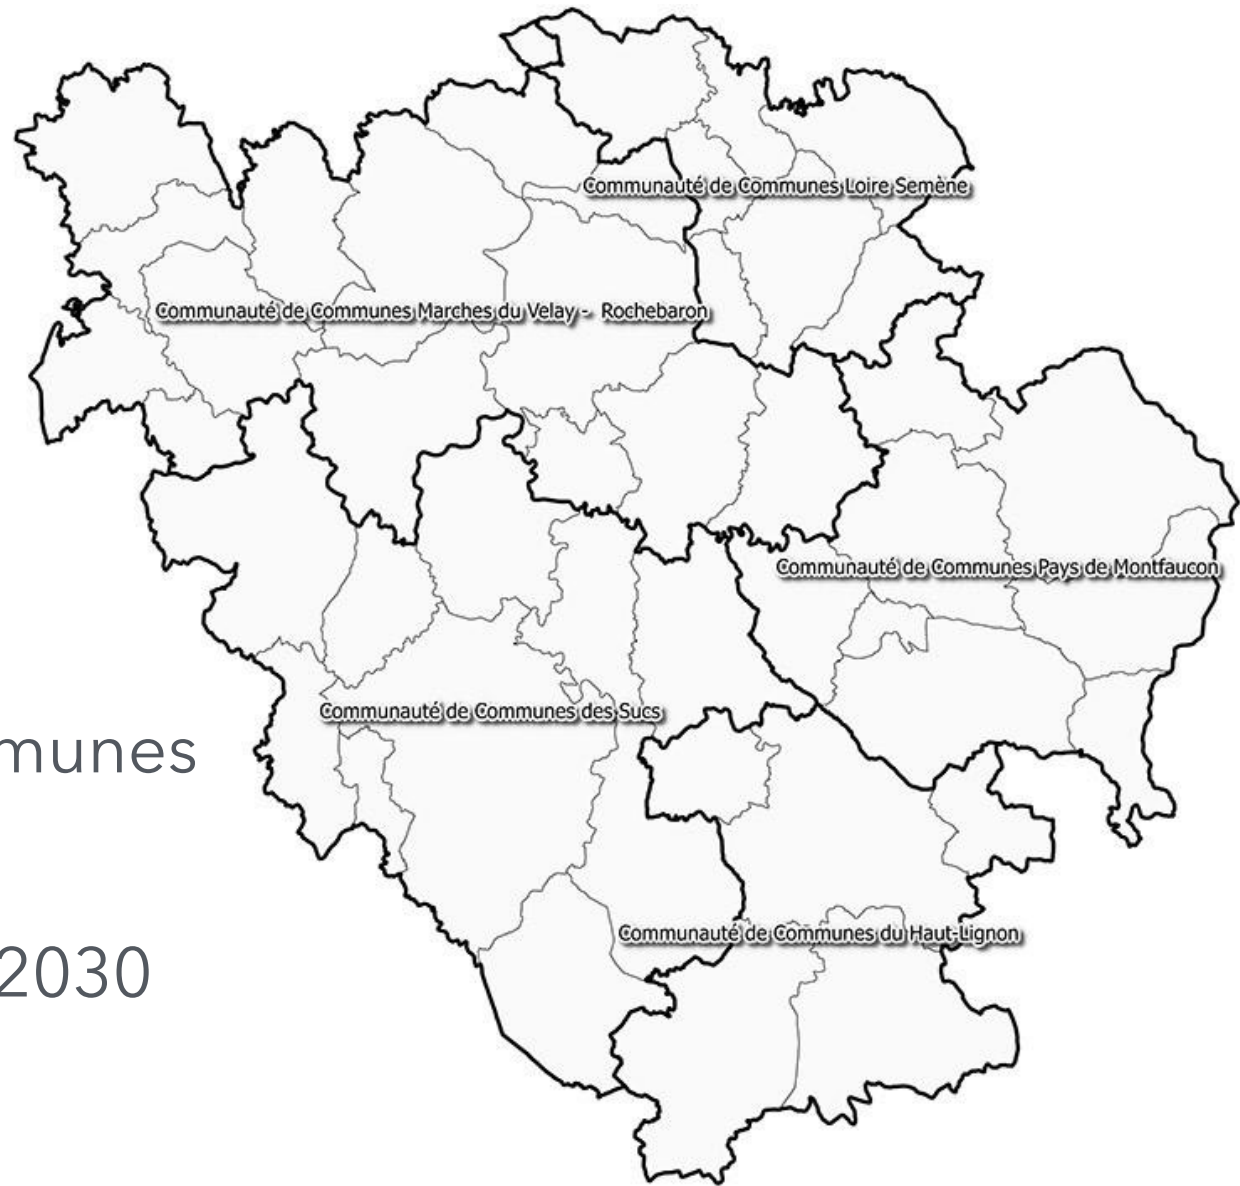 Communauté de Communes Loire Semène
Communauté de Communes Marches du Velay - Rochebaron
Communauté de Communes Pays de Montfaucon
Communauté de Communes des Sucs
munes
Communauté de Communes du Haut-Lignon
2030